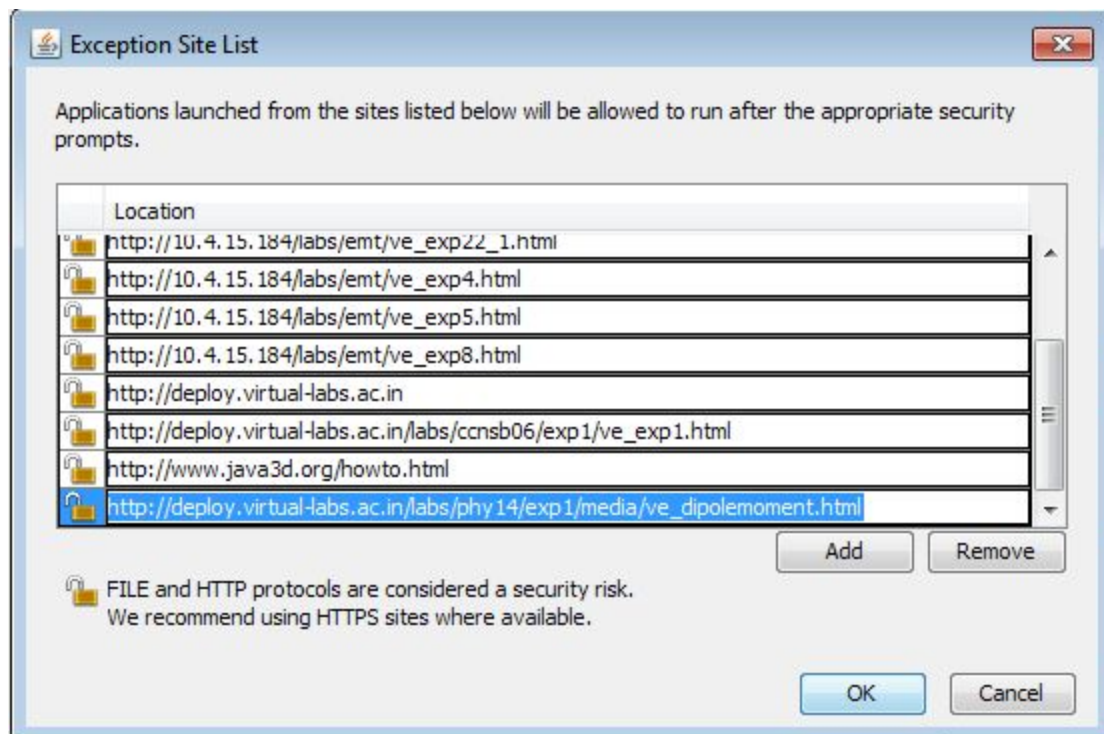 Exception Site List
Applications launched from the sites listed below will be allowed to run after the appropriate security
prompts.
Location
http://10.4.15.184/labs/emt/ve_exp22_1.html
http://10.4.15.184/labs/emt/ve_exp4.html
http://10.4.15.184/labs/emt/ve_exp5.html
http://10.4.15.184/labs/emt/ve_exp8.html
http://deploy.virtual-labs.ac.in
http://deploy.virtual-labs.ac.in/labs/ccnsb06/exp1/ve_exp1.html
http://www.java3d.org/howto.html
http://deploy.virtual-labs.ac.in/labs/phy14/exp1/media/ve_dipolemoment.html
Add Remove
FILE and HTTP protocols are considered a security risk.
We recommend using HTTPS sites where available.
OK Cancel